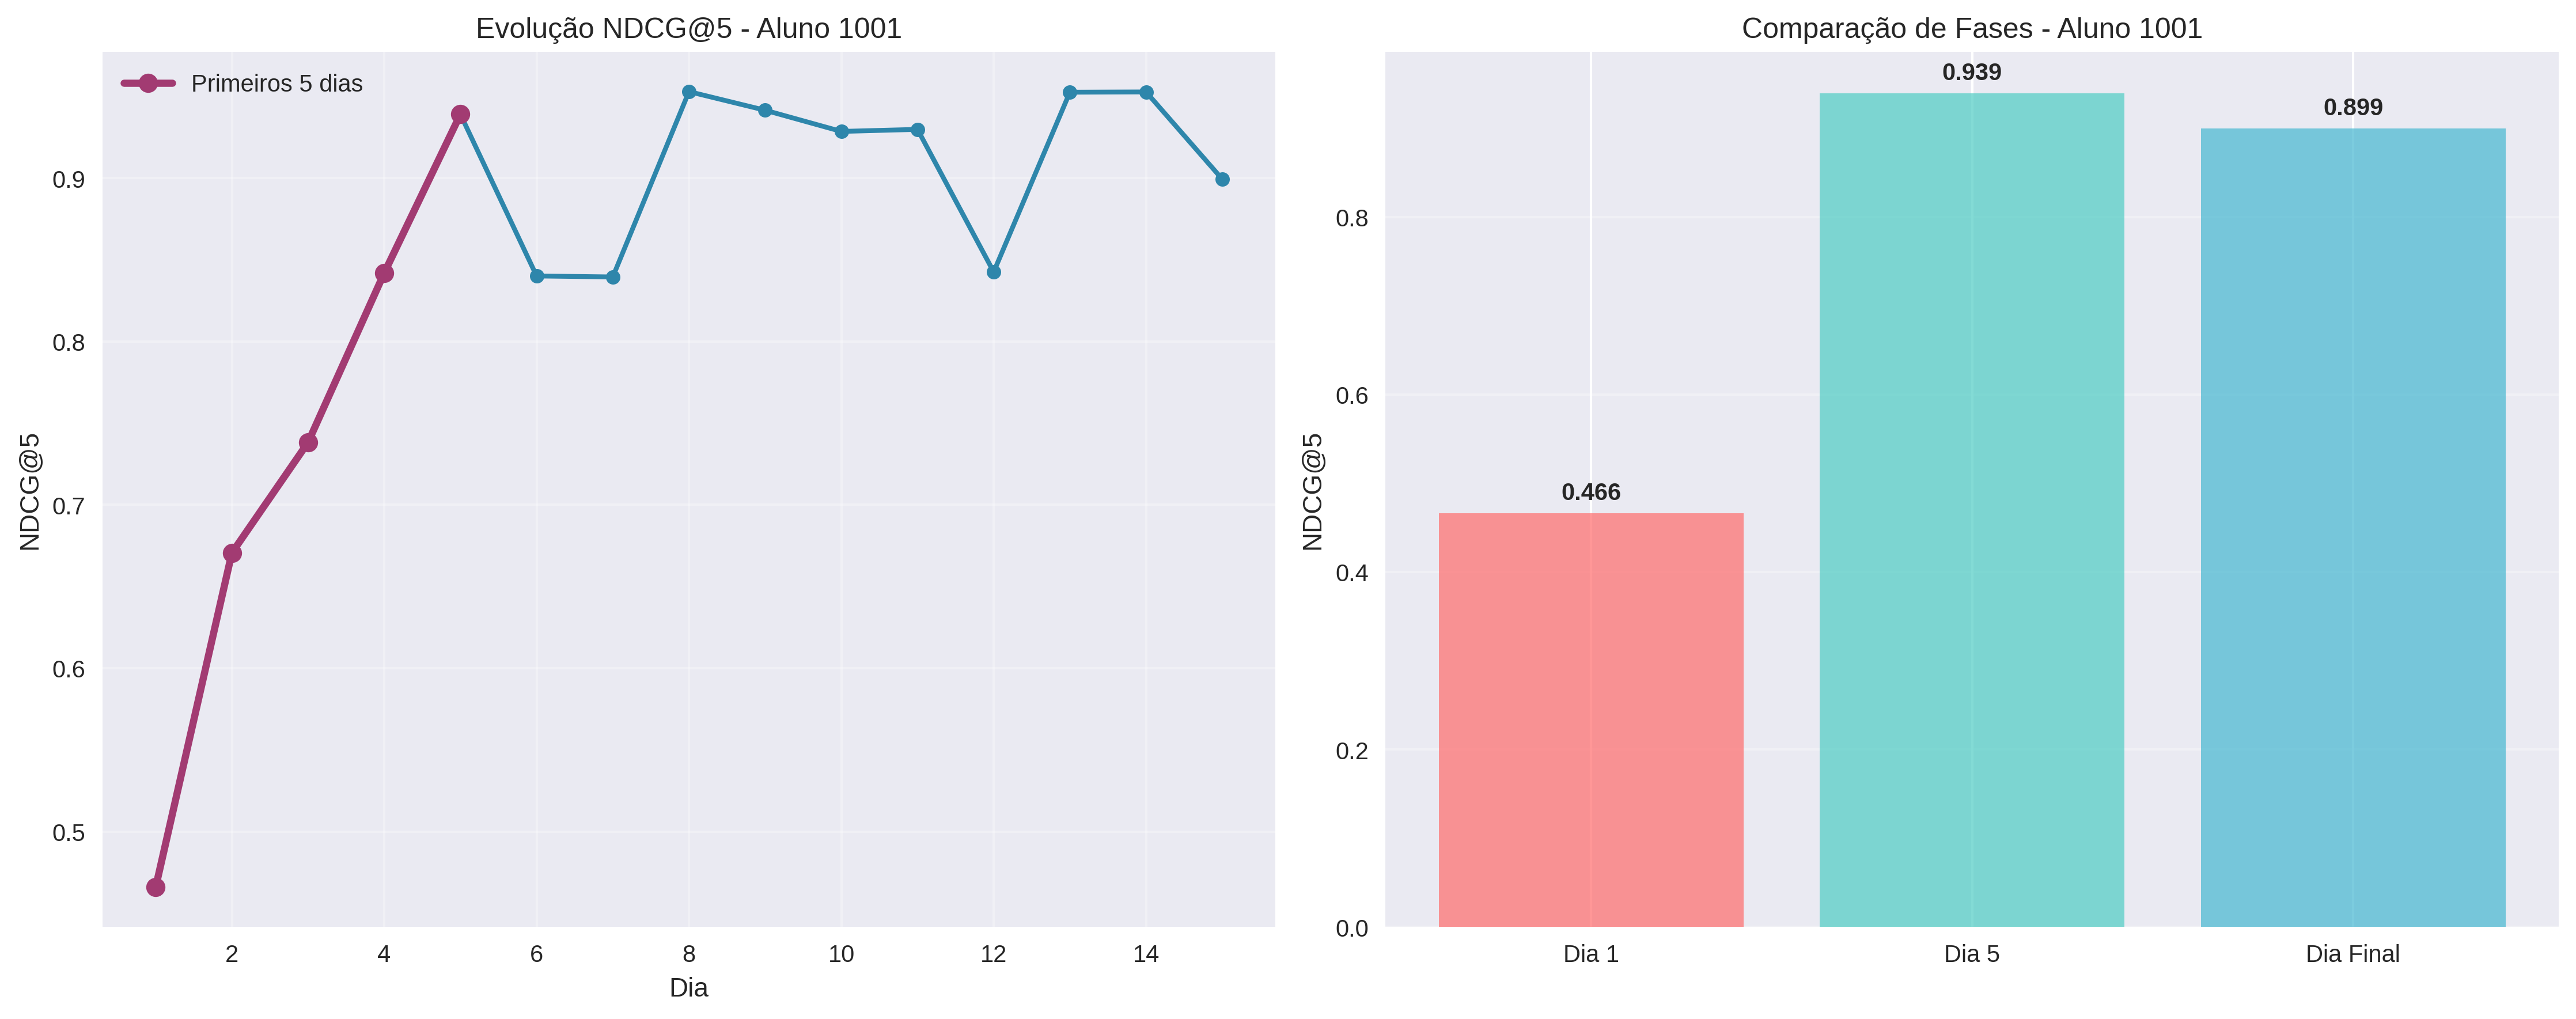 Evolução NDCG@5 - Aluno 1001
Primeiros 5 dias
NDCG@5
0.9
0.8
0.7
0.6
0.5
2 4 6 8 10 12 14
Dia
Comparação de Fases - Aluno 1001
NDCG@5
0.8
0.6
0.4
0.2
0.0
0.466
0.939
0.899
Dia 1 Dia 5 Dia Final